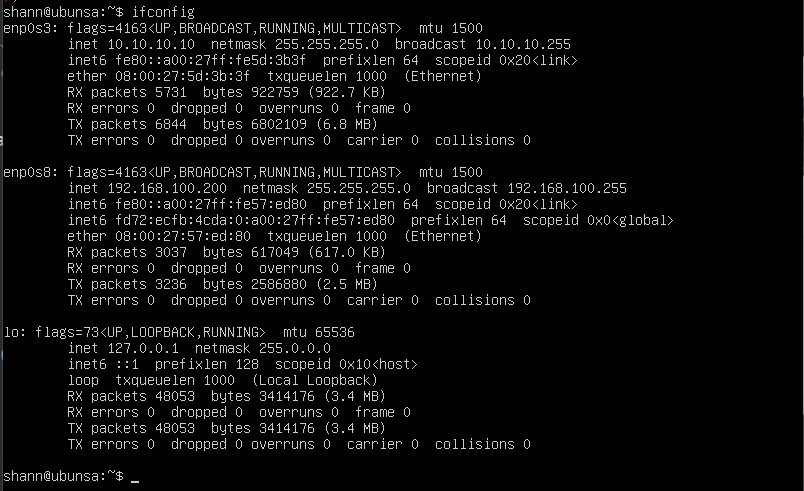 shann@ubunsa:~$ ifconfig
enp0s3: flags=4163<UP,BROADCAST,RUNNING,MULTICAST>  mtu 1500
        inet 10.10.10.10  netmask 255.255.255.0  broadcast 10.10.10.255
        inet6 fe80::a00:27ff:fe5d:3b3f  prefixlen 64  scopeid 0x20<link>
        ether 08:00:27:5d:3b:3f  txqueuelen 1000  (Ethernet)
        RX packets 5731  bytes 922759 (922.7 KB)
        RX errors 0  dropped 0  overruns 0  frame 0
        TX packets 6844  bytes 6802109 (6.8 MB)
        TX errors 0  dropped 0 overruns 0  carrier 0  collisions 0

enp0s8: flags=4163<UP,BROADCAST,RUNNING,MULTICAST>  mtu 1500
        inet 192.168.100.200  netmask 255.255.255.0  broadcast 192.168.100.255
        inet6 fe80::a00:27ff:fe57:ed80  prefixlen 64  scopeid 0x20<link>
        inet6 fd72:ecfb:4cda:0:a00:27ff:fe57:ed80  prefixlen 64  scopeid 0x0<global>
        ether 08:00:27:57:ed:80  txqueuelen 1000  (Ethernet)
        RX packets 3037  bytes 617049 (617.0 KB)
        RX errors 0  dropped 0  overruns 0  frame 0
        TX packets 3236  bytes 2586880 (2.5 MB)
        TX errors 0  dropped 0 overruns 0  carrier 0  collisions 0

lo: flags=73<UP,LOOPBACK,RUNNING>  mtu 65536
        inet 127.0.0.1  netmask 255.0.0.0
        inet6 ::1  prefixlen 128  scopeid 0x10<host>
        loop  txqueuelen 1000  (Local Loopback)
        RX packets 48053  bytes 3414176 (3.4 MB)
        RX errors 0  dropped 0  overruns 0  frame 0
        TX packets 48053  bytes 3414176 (3.4 MB)
        TX errors 0  dropped 0 overruns 0  carrier 0  collisions 0

shann@ubunsa:~$ _